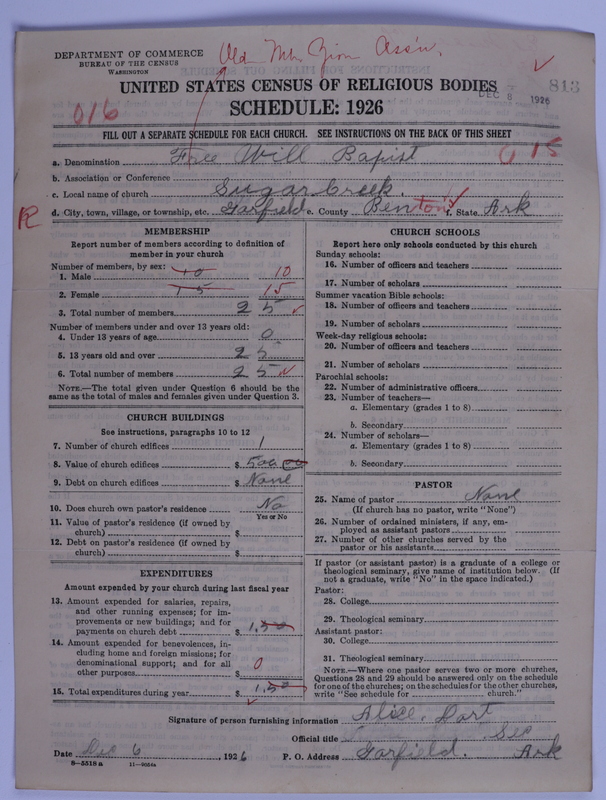 Old Mt. Zion Ass'n.
DEPARTMENT OF COMMERCE
BUREAU OF THE CENSUS
WASHINGTON
UNITED STATES CENSUS OF RELIGIOUS BODIES
DEC 8 1926
813
SCHEDULE: 1926
016
FILL OUT A SEPARATE SCHEDULE FOR EACH CHURCH. SEE INSTRUCTIONS ON THE BACK OF THIS SHEET
a. Denomination Free Will Bapist
15
b. Association or Conference
c. Local name of church Sugar Creek.
d. City, town, village, or township, etc. Garfield e. County Benton f. State Ark
R
MEMBERSHIP
Report number of members according to definition of
member in your church
Number of members, by sex:
1. Male 10 10
2. Female 15 15
3. Total number of members 25
Number of members under and over 13 years old:
4. Under 13 years of age 0
5. 13 years old and over 25
6. Total number of members 25
NOTE.—The total given under Question 6 should be
same as the total of males and females given under Question 3.
CHURCH BUILDINGS
See instructions, paragraphs 10 to 12
7. Number of church edifices 1
8. Value of church edifices $ 500.00
9. Debt on church edifices $ None
10. Does church own pastor's residence No
Yes or No
11. Value of pastor's residence (if owned by
church) $
12. Debt on pastor's residence (if owned by
church) $
EXPENDITURES
Amount expended by your church during last fiscal year
13. Amount expended for salaries, repairs,
and other running expenses; for im-
provements or new buildings; and for
payments on church debt $ 1.50
14. Amount expended for benevolences, in-
cluding home and foreign missions; for
denominational support; and for all
other purposes $ 0
15. Total expenditures during year $ 1.50
CHURCH SCHOOLS
Report here only schools conducted by this church
Sunday schools:
16. Number of officers and teachers
17. Number of scholars
Summer vacation Bible schools:
18. Number of officers and teachers
19. Number of scholars
Week-day religious schools:
20. Number of officers and teachers
21. Number of scholars
Parochial schools:
22. Number of administrative officers
23. Number of teachers—
a. Elementary (grades 1 to 8)
b. Secondary
24. Number of scholars—
a. Elementary (grades 1 to 8)
b. Secondary
PASTOR
25. Name of pastor None
(If church has no pastor, write "None")
26. Number of ordained ministers, if any, em-
ployed as assistant pastors
27. Number of other churches served by the
pastor or his assistants
If pastor (or assistant pastor) is a graduate of a college or
theological seminary, give name of institution below. (If
not a graduate, write "No" in the space indicated.)
Pastor:
28. College
29. Theological seminary
Assistant pastor:
30. College
31. Theological seminary
NOTE.—Where one pastor serves two or more churches,
Questions 28 and 29 should be answered only on the schedule
for one of the churches; on the schedules for the other churches,
write "See schedule for church."
Signature of person furnishing information Alice. Dart
Official title Sec
Date Dec 6, 1926 P. O. Address Garfield. Ark
8-5518 a 11-9054a